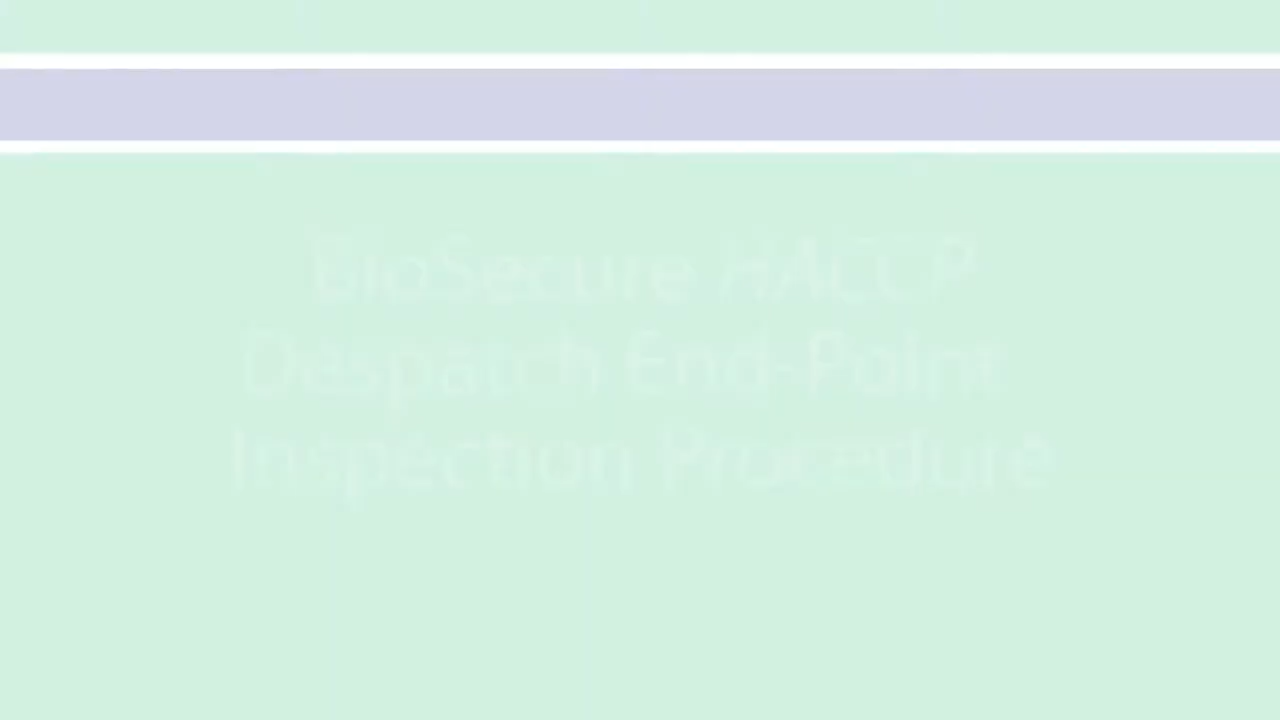 BioSecure HACCP
Despatch End-Point
Inspection Procedure